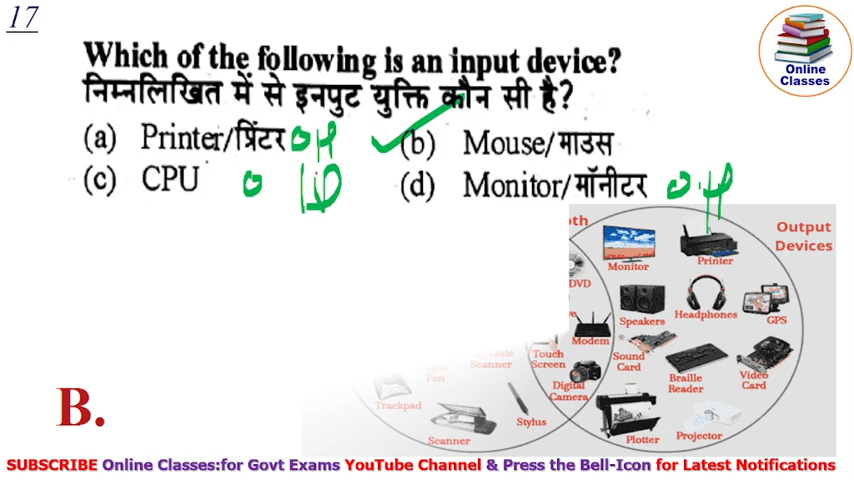 17
Which of the following is an input device?
निम्नलिखित में से इनपुट युक्ति कौन सी है?
(a) Printer/प्रिंटर O/P
(b) Mouse/माउस
(c) CPU
(d) Monitor/मॉनीटर O/P
Online
Classes
Output
Devices
Monitor
Printer
DVD
Speakers
Headphones
GPS
Modem
Scanner
Touch
Screen
Sound
Card
Braille
Reader
Video
Card
Pen
Digital
Camera
Trackpad
Stylus
Scanner
Plotter
Projector
B.
SUBSCRIBE Online Classes:for Govt Exams YouTube Channel & Press the Bell-Icon for Latest Notifications